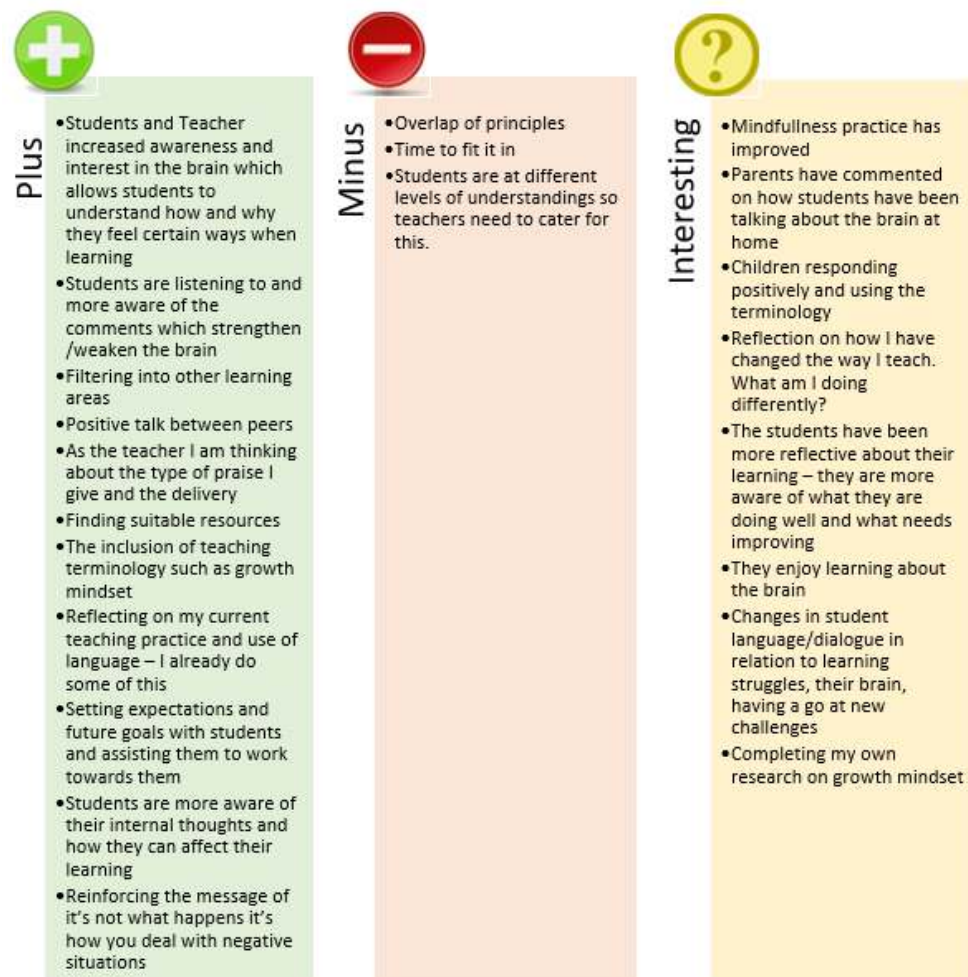 Plus
•Students and Teacher
increased awareness and
interest in the brain which
allows students to
understand how and why
they feel certain ways when
learning
•Students are listening to and
more aware of the
comments which strengthen
/weaken the brain
•Filtering into other learning
areas
•Positive talk between peers
•As the teacher I am thinking
about the type of praise I
give and the delivery
•Finding suitable resources
•The inclusion of teaching
terminology such as growth
mindset
•Reflecting on my current
teaching practice and use of
language – I already do
some of this
•Setting expectations and
future goals with students
and assisting them to work
towards them
•Students are more aware of
their internal thoughts and
how they can affect their
learning
•Reinforcing the message of
it's not what happens it's
how you deal with negative
situations
Minus
•Overlap of principles
•Time to fit it in
•Students are at different
levels of understandings so
teachers need to cater for
this.
?
Interesting
•Mindfullness practice has
improved
•Parents have commented
on how students have been
talking about the brain at
home
•Children responding
positively and using the
terminology
•Reflection on how I have
changed the way I teach.
What am I doing
differently?
•The students have been
more reflective about their
learning – they are more
aware of what they are
doing well and what needs
improving
•They enjoy learning about
the brain
•Changes in student
language/dialogue in
relation to learning
struggles, their brain,
having a go at new
challenges
•Completing my own
research on growth mindset